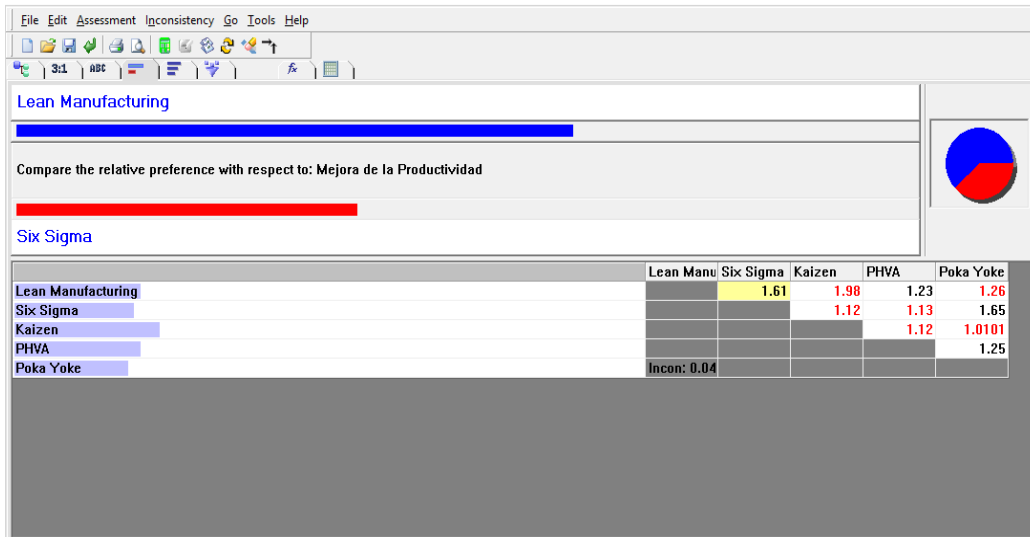 File Edit Assessment Inconsistency Go Tools Help
3:1 ABC fx
Lean Manufacturing
Compare the relative preference with respect to: Mejora de la Productividad
Six Sigma
Lean Manu Six Sigma Kaizen PHVA Poka Yoke
Lean Manufacturing 1.61 1.98 1.23 1.26
Six Sigma 1.12 1.13 1.65
Kaizen 1.12 1.0101
PHVA 1.25
Poka Yoke Incon: 0.04